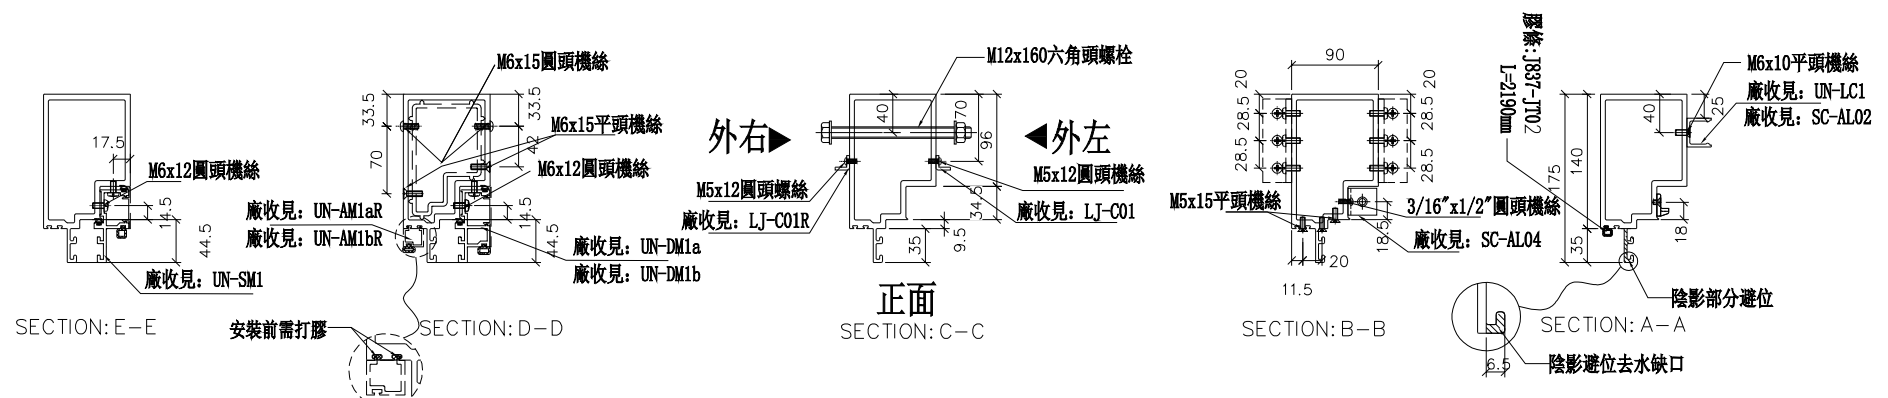 17.5
M6x12圓頭機絲
14.5
44.5
廠收見: UN-SM1
SECTION: E-E
M6x15圓頭機絲
33.5
70
33.5
42
M6x15平頭機絲
M6x12圓頭機絲
廠收見: UN-AM1aR
廠收見: UN-AM1bR
14.5
44.5
廠收見: UN-DM1a
廠收見: UN-DM1b
安裝前需打膠
SECTION: D-D
M12x160六角頭螺栓
40
70
96
外右▶
◀外左
M5x12圓頭螺絲
廠收見: LJ-C01R
M5x12圓頭機絲
廠收見: LJ-C01
34.5
35
9.5
正面
SECTION: C-C
90
20
28.5
28.5
20
28.5
28.5
M5x15平頭機絲
3/16"x1/2"圓頭機絲
18.5
廠收見: SC-AL04
20
11.5
SECTION: B-B
膠條: J837-JT02
L=2190mm
40
25
M6x10平頭機絲
廠收見: UN-LC1
廠收見: SC-AL02
175
140
35
陰影部分避位
SECTION: A-A
陰影避位去水缺口
6.5